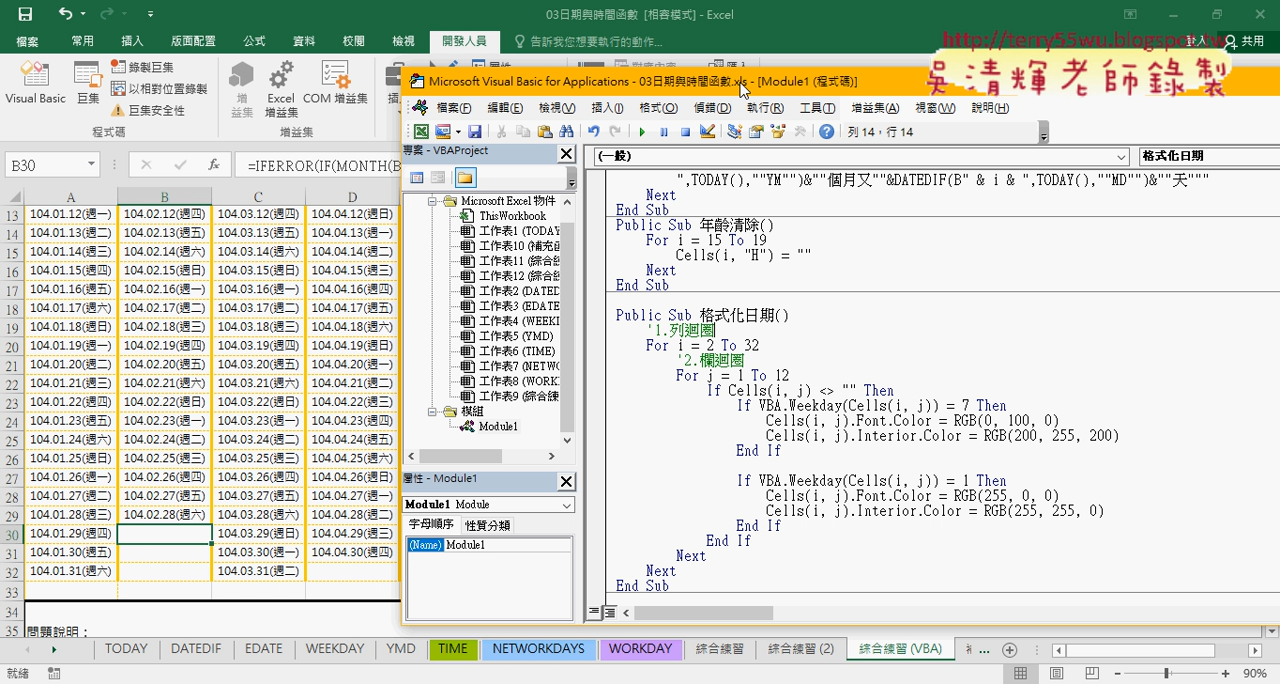 03日期與時間函數 [相容模式] - Excel
檔案 常用 插入 版面配置 公式 資料 校閱 檢視 開發人員 告訴我您想要執行的動作... 登入 共用
http://terry55wu.blogspot.tw
吳清輝老師錄製
Visual Basic 巨集 錄製巨集 以相對位置錄製 巨集安全性 程式碼
增益集 Excel 增益集 COM 增益集 增益集
B30 =IFERROR(IF(MONTH(B
A B C D
13 104.01.12(週一) 104.02.12(週四) 104.03.12(週四) 104.04.12(週日)
14 104.01.13(週二) 104.02.13(週五) 104.03.13(週五) 104.04.13(週一)
15 104.01.14(週三) 104.02.14(週六) 104.03.14(週六) 104.04.14(週二)
16 104.01.15(週四) 104.02.15(週日) 104.03.15(週日) 104.04.15(週三)
17 104.01.16(週五) 104.02.16(週一) 104.03.16(週一) 104.04.16(週四)
18 104.01.17(週六) 104.02.17(週二) 104.03.17(週二) 104.04.17(週五)
19 104.01.18(週日) 104.02.18(週三) 104.03.18(週三) 104.04.18(週六)
20 104.01.19(週一) 104.02.19(週四) 104.03.19(週四) 104.04.19(週日)
21 104.01.20(週二) 104.02.20(週五) 104.03.20(週五) 104.04.20(週一)
22 104.01.21(週三) 104.02.21(週六) 104.03.21(週六) 104.04.21(週二)
23 104.01.22(週四) 104.02.22(週日) 104.03.22(週日) 104.04.22(週三)
24 104.01.23(週五) 104.02.23(週一) 104.03.23(週一) 104.04.23(週四)
25 104.01.24(週六) 104.02.24(週二) 104.03.24(週二) 104.04.24(週五)
26 104.01.25(週日) 104.02.25(週三) 104.03.25(週三) 104.04.25(週六)
27 104.01.26(週一) 104.02.26(週四) 104.03.26(週四) 104.04.26(週日)
28 104.01.27(週二) 104.02.27(週五) 104.03.27(週五) 104.04.27(週一)
29 104.01.28(週三) 104.02.28(週六) 104.03.28(週六) 104.04.28(週二)
30 104.01.29(週四) 104.03.29(週日) 104.04.29(週三)
31 104.01.30(週五) 104.03.30(週一) 104.04.30(週四)
32 104.01.31(週六) 104.03.31(週二)
33
34
35 問題說明：
Microsoft Visual Basic for Applications - 03日期與時間函數.xls - [Module1 (程式碼)]
檔案(F) 編輯(E) 檢視(V) 插入(I) 格式(O) 偵錯(D) 執行(R) 工具(T) 增益集(A) 視窗(W) 說明(H)
列 14，行 14
專案 - VBAProject
Microsoft Excel 物件
ThisWorkbook
工作表1 (TODAY
工作表10 (補充函
工作表11 (綜合練
工作表12 (綜合練
工作表2 (DATED
工作表3 (EDATE
工作表4 (WEEKI
工作表5 (YMD)
工作表6 (TIME)
工作表7 (NETWO
工作表8 (WORK
工作表9 (綜合練
模組
Module1
屬性 - Module1
Module1 Module
字母順序 性質分類
(Name) Module1
(一般) 格式化日期
",TODAY(),""YM"")&""個月又""&DATEDIF(B" & i & ",TODAY(),""MD"")&""天"""
Next
End Sub
Public Sub 年齡清除()
For i = 15 To 19
Cells(i, "H") = ""
Next
End Sub
Public Sub 格式化日期()
'1.列迴圈
For i = 2 To 32
'2.欄迴圈
For j = 1 To 12
If Cells(i, j) <> "" Then
If VBA.Weekday(Cells(i, j)) = 7 Then
Cells(i, j).Font.Color = RGB(0, 100, 0)
Cells(i, j).Interior.Color = RGB(200, 255, 200)
End If
If VBA.Weekday(Cells(i, j)) = 1 Then
Cells(i, j).Font.Color = RGB(255, 0, 0)
Cells(i, j).Interior.Color = RGB(255, 255, 0)
End If
End If
Next
Next
End Sub
TODAY DATEDIF EDATE WEEKDAY YMD TIME NETWORKDAYS WORKDAY 綜合練習 綜合練習 (2) 綜合練習 (VBA) ...
就緒 90%